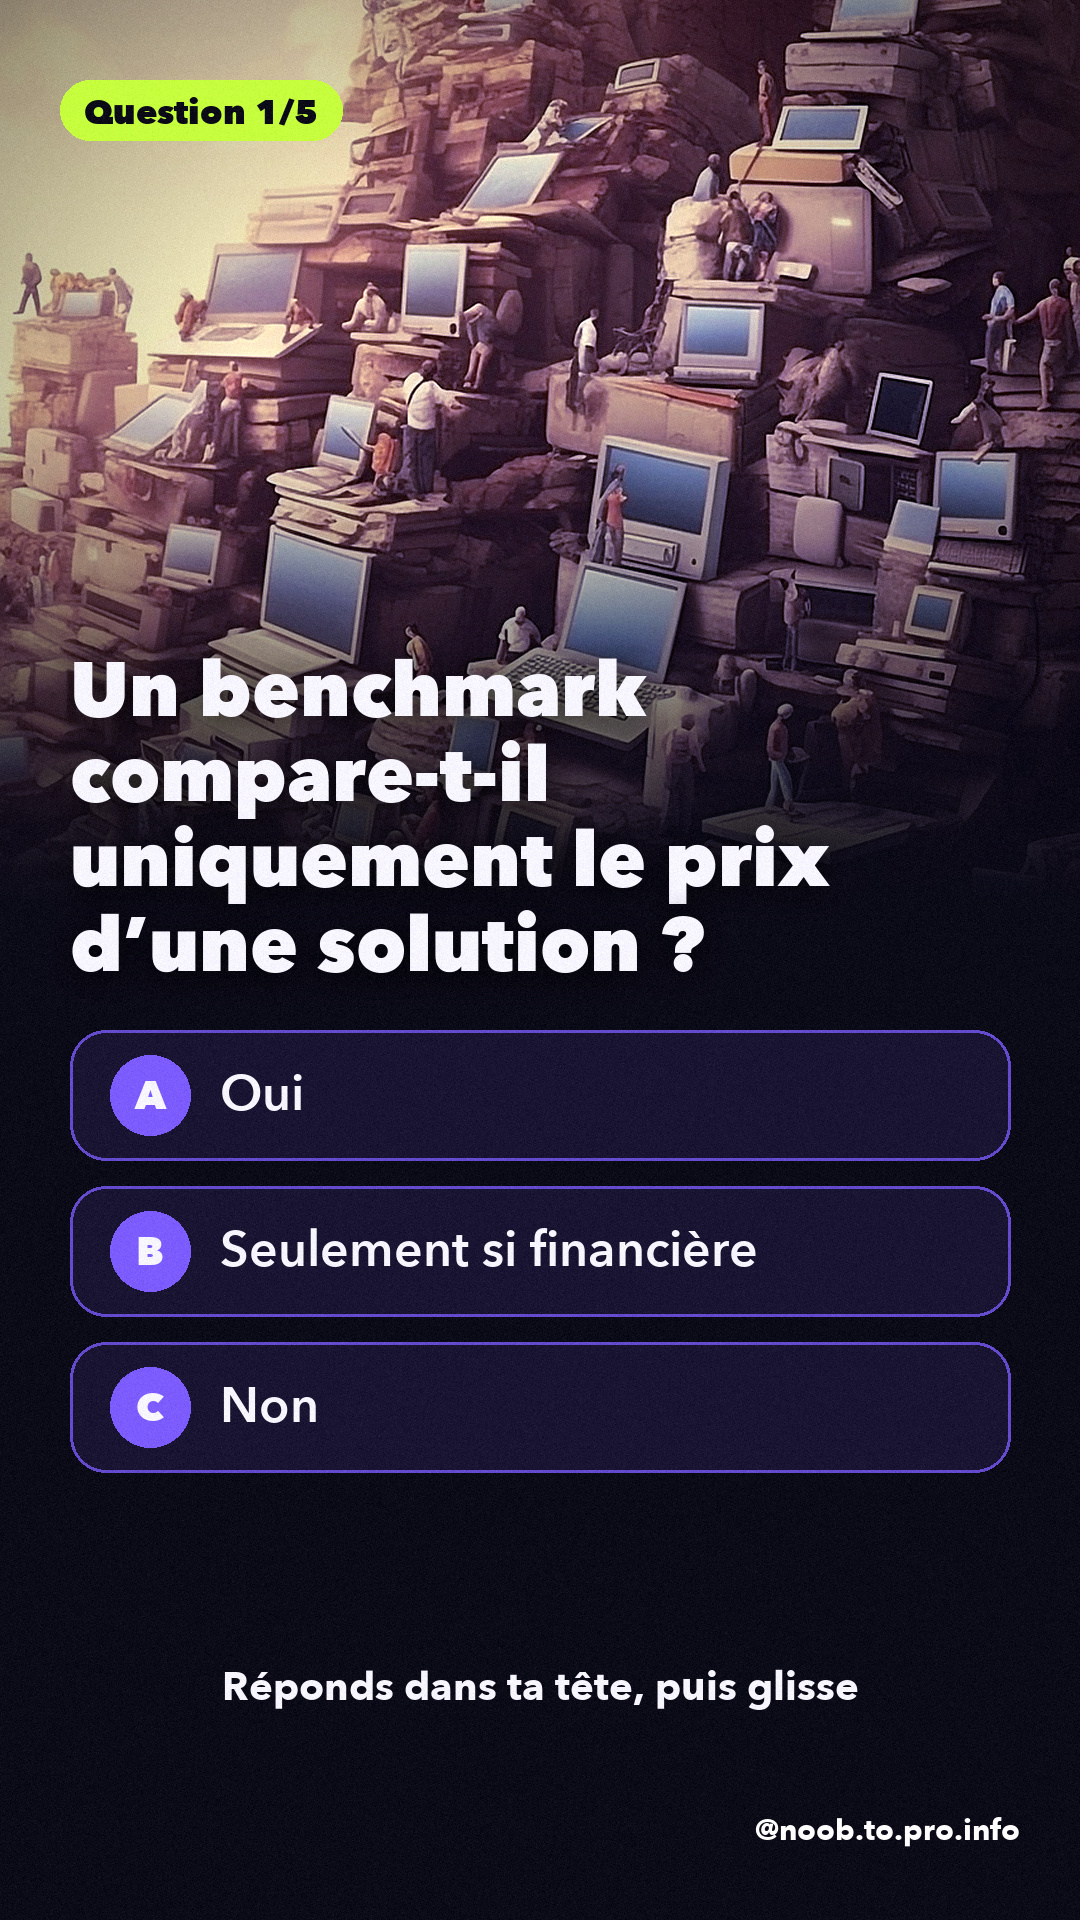 Question 1/5
Un benchmark
compare-t-il
uniquement le prix
d’une solution ?
A Oui
B Seulement si financière
C Non
Réponds dans ta tête, puis glisse
@noob.to.pro.info